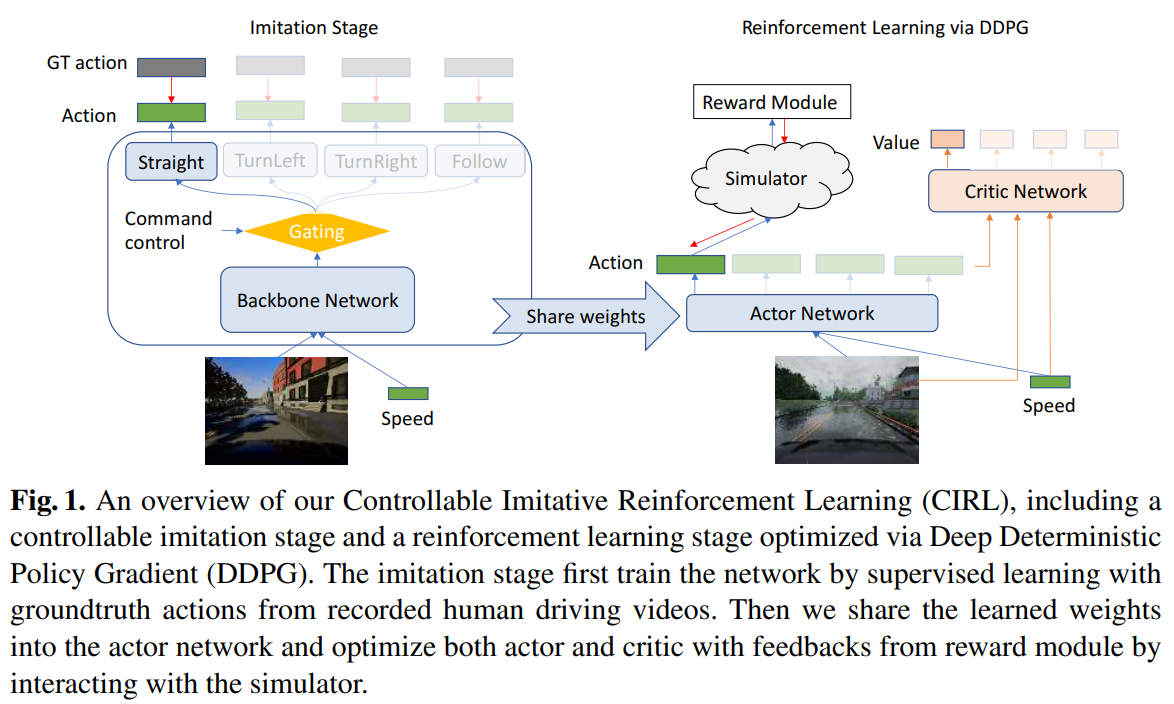 Imitation Stage
Reinforcement Learning via DDPG
GT action
Action
Straight
TurnLeft
TurnRight
Follow
Command
control
Gating
Backbone Network
Speed
Share weights
Reward Module
Simulator
Value
Critic Network
Action
Actor Network
Speed
Fig. 1. An overview of our Controllable Imitative Reinforcement Learning (CIRL), including a
controllable imitation stage and a reinforcement learning stage optimized via Deep Deterministic
Policy Gradient (DDPG). The imitation stage first train the network by supervised learning with
groundtruth actions from recorded human driving videos. Then we share the learned weights
into the actor network and optimize both actor and critic with feedbacks from reward module by
interacting with the simulator.